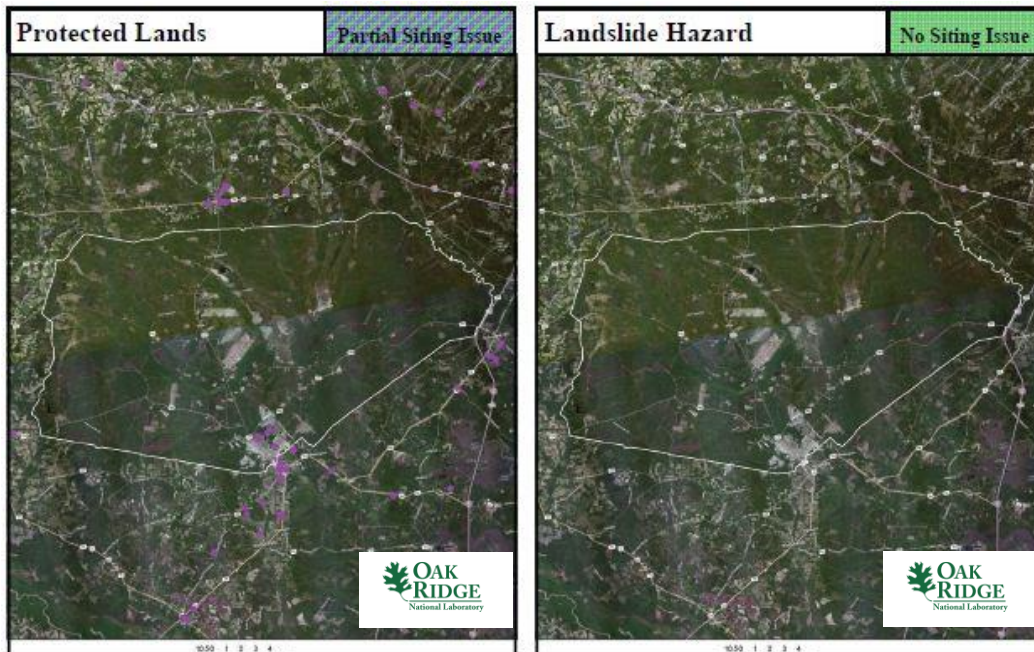 Protected Lands
Partial Siting Issue
OAK
RIDGE
National Laboratory
Landslide Hazard
No Siting Issue
OAK
RIDGE
National Laboratory